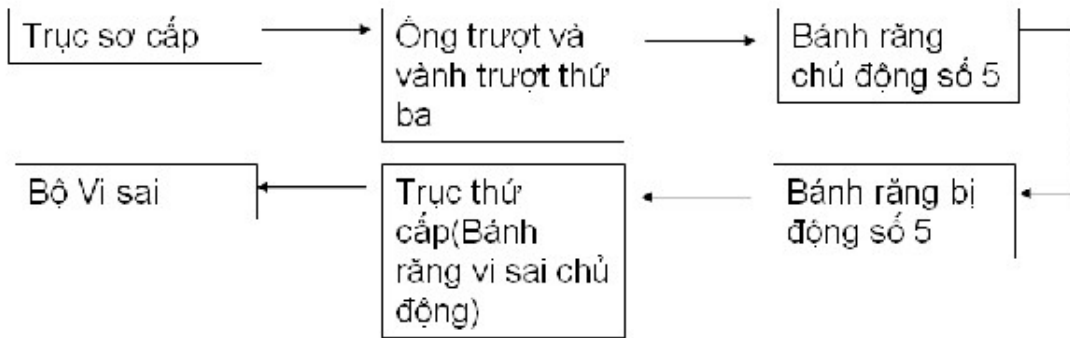 Trục sơ cấp
Ống trượt và
vành trượt thứ
ba
Bánh răng
chủ động số 5
Bộ Vi sai
Trục thứ
cấp(Bánh
răng vi sai chủ
động)
Bánh răng bị
động số 5